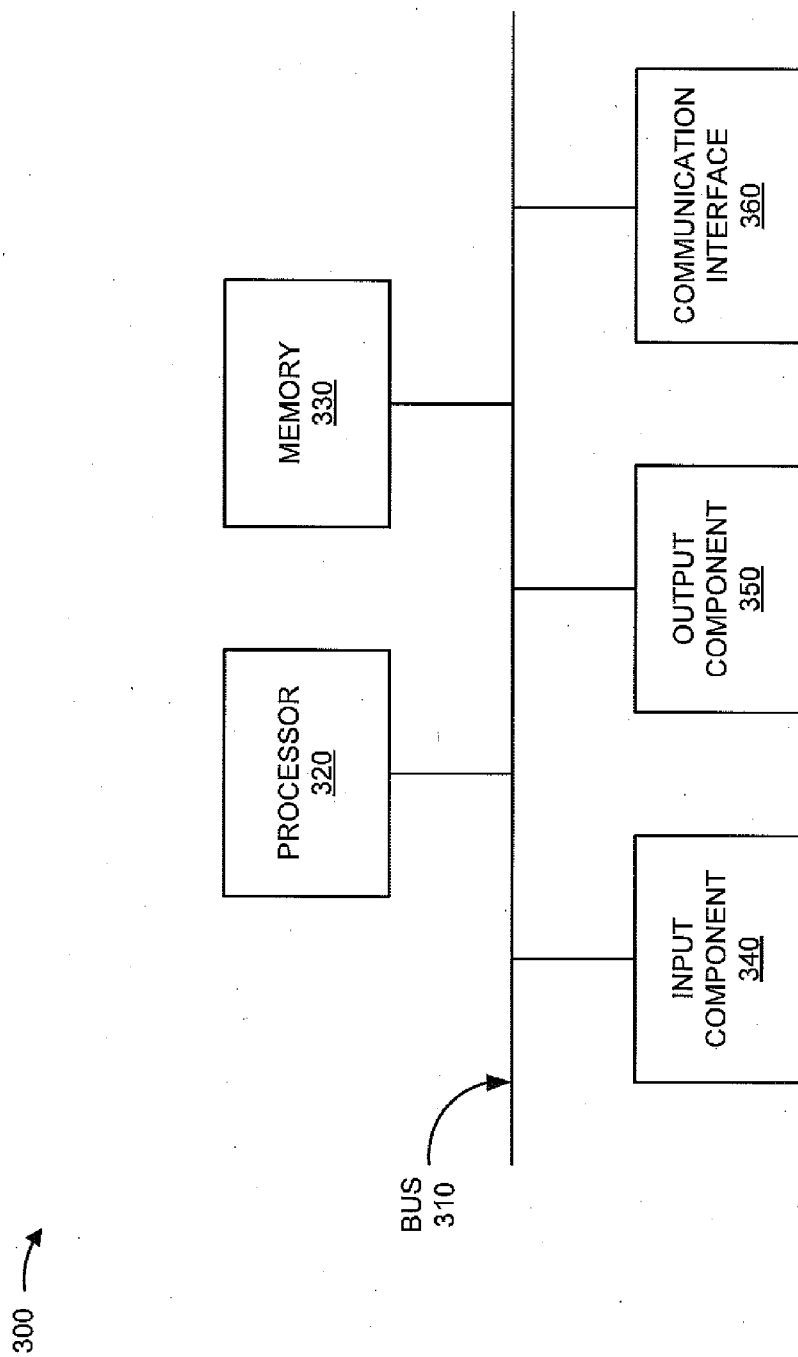 300
BUS
310
PROCESSOR
320
MEMORY
330
INPUT
COMPONENT
340
OUTPUT
COMPONENT
350
COMMUNICATION
INTERFACE
360